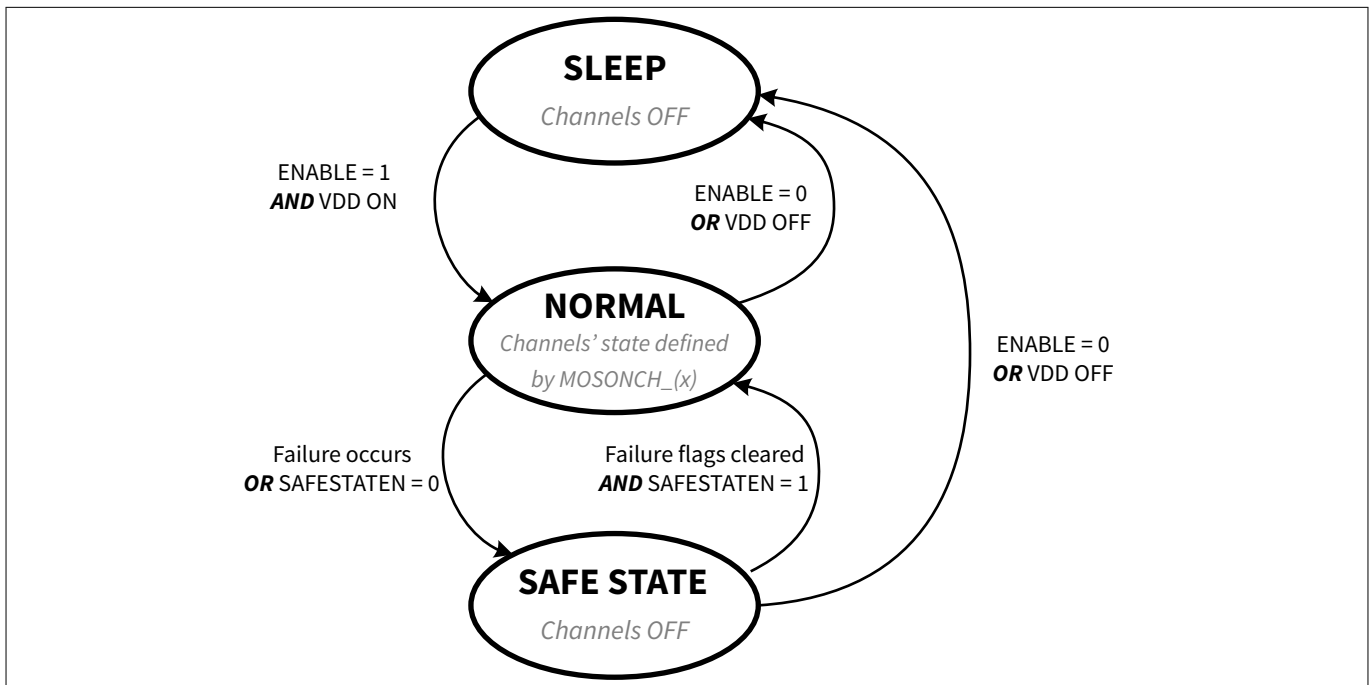 SLEEP
Channels OFF
ENABLE = 1
AND VDD ON
ENABLE = 0
OR VDD OFF
NORMAL
Channels’ state defined
by MOSONCH_(x)
ENABLE = 0
OR VDD OFF
Failure occurs
OR SAFESTATEN = 0
Failure flags cleared
AND SAFESTATEN = 1
SAFE STATE
Channels OFF